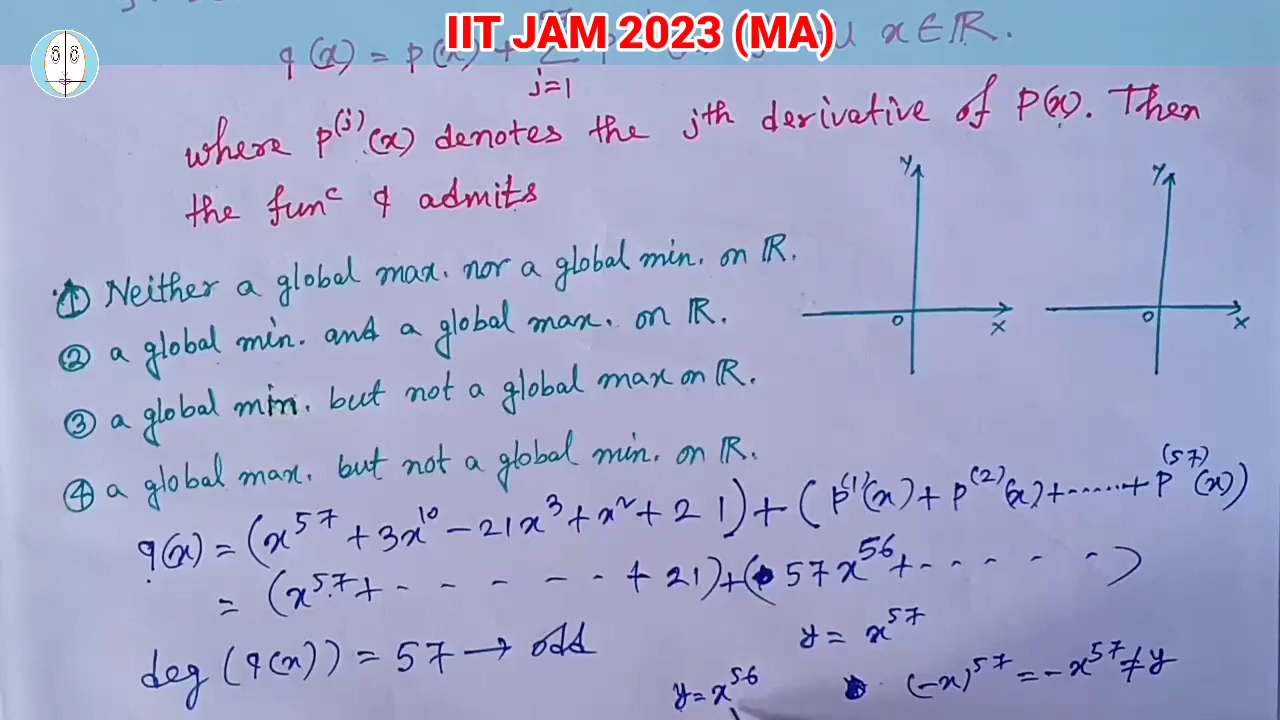 IIT JAM 2023 (MA)
q(x) = p(x) + ∑ j=1 57 x ∈ ℝ.
where p^(j)(x) denotes the jth derivative of P(x). Then
the func q admits
① Neither a global max. nor a global min. on ℝ.
② a global min. and a global max. on ℝ.
③ a global min. but not a global max on ℝ.
④ a global max. but not a global min. on ℝ.
y
x
0
y
x
0
q(x) = (x^57 + 3x^10 - 21x^3 + x^2 + 21) + (p^(1)(x) + p^(2)(x) + ...... + p^(57)(x))
= (x^57 + - - - - - - + 21) + (57x^56 + - - - - -)
deg (q(x)) = 57 → odd
y = x^57
y = x^56
(-x)^57 = -x^57 ≠ y